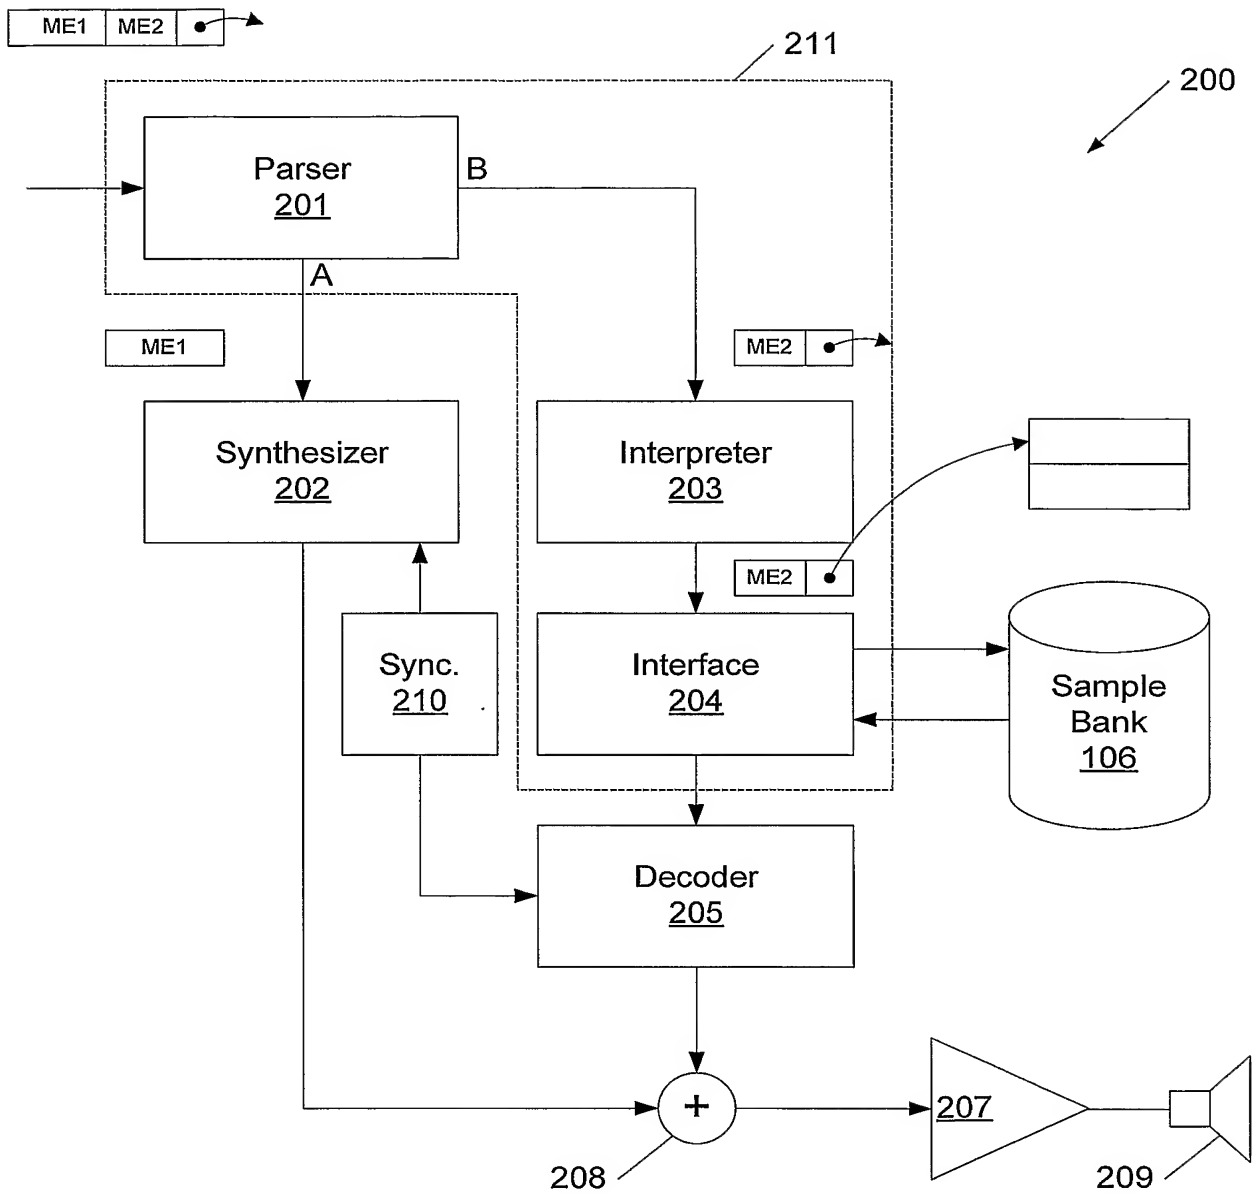 ME1 ME2
211
200
Parser
201
B
A
ME1
ME2
Synthesizer
202
Interpreter
203
ME2
Sync.
210
Interface
204
Sample
Bank
106
Decoder
205
+
207
208
209